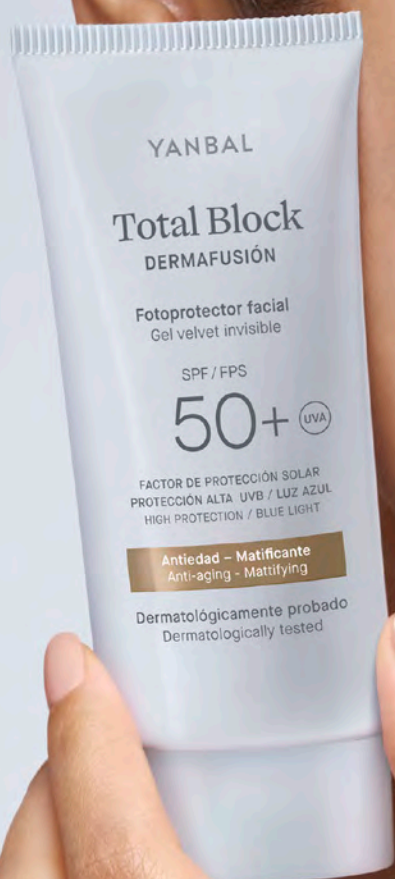 YANBAL
Total Block
DERMAFUSIÓN
Fotoprotector facial
Gel velvet invisible
SPF / FPS
50+ UVA
FACTOR DE PROTECCIÓN SOLAR
PROTECCIÓN ALTA UVB / LUZ AZUL
HIGH PROTECTION / BLUE LIGHT
Antiedad – Matificante
Anti-aging - Mattifying
Dermatológicamente probado
Dermatologically tested